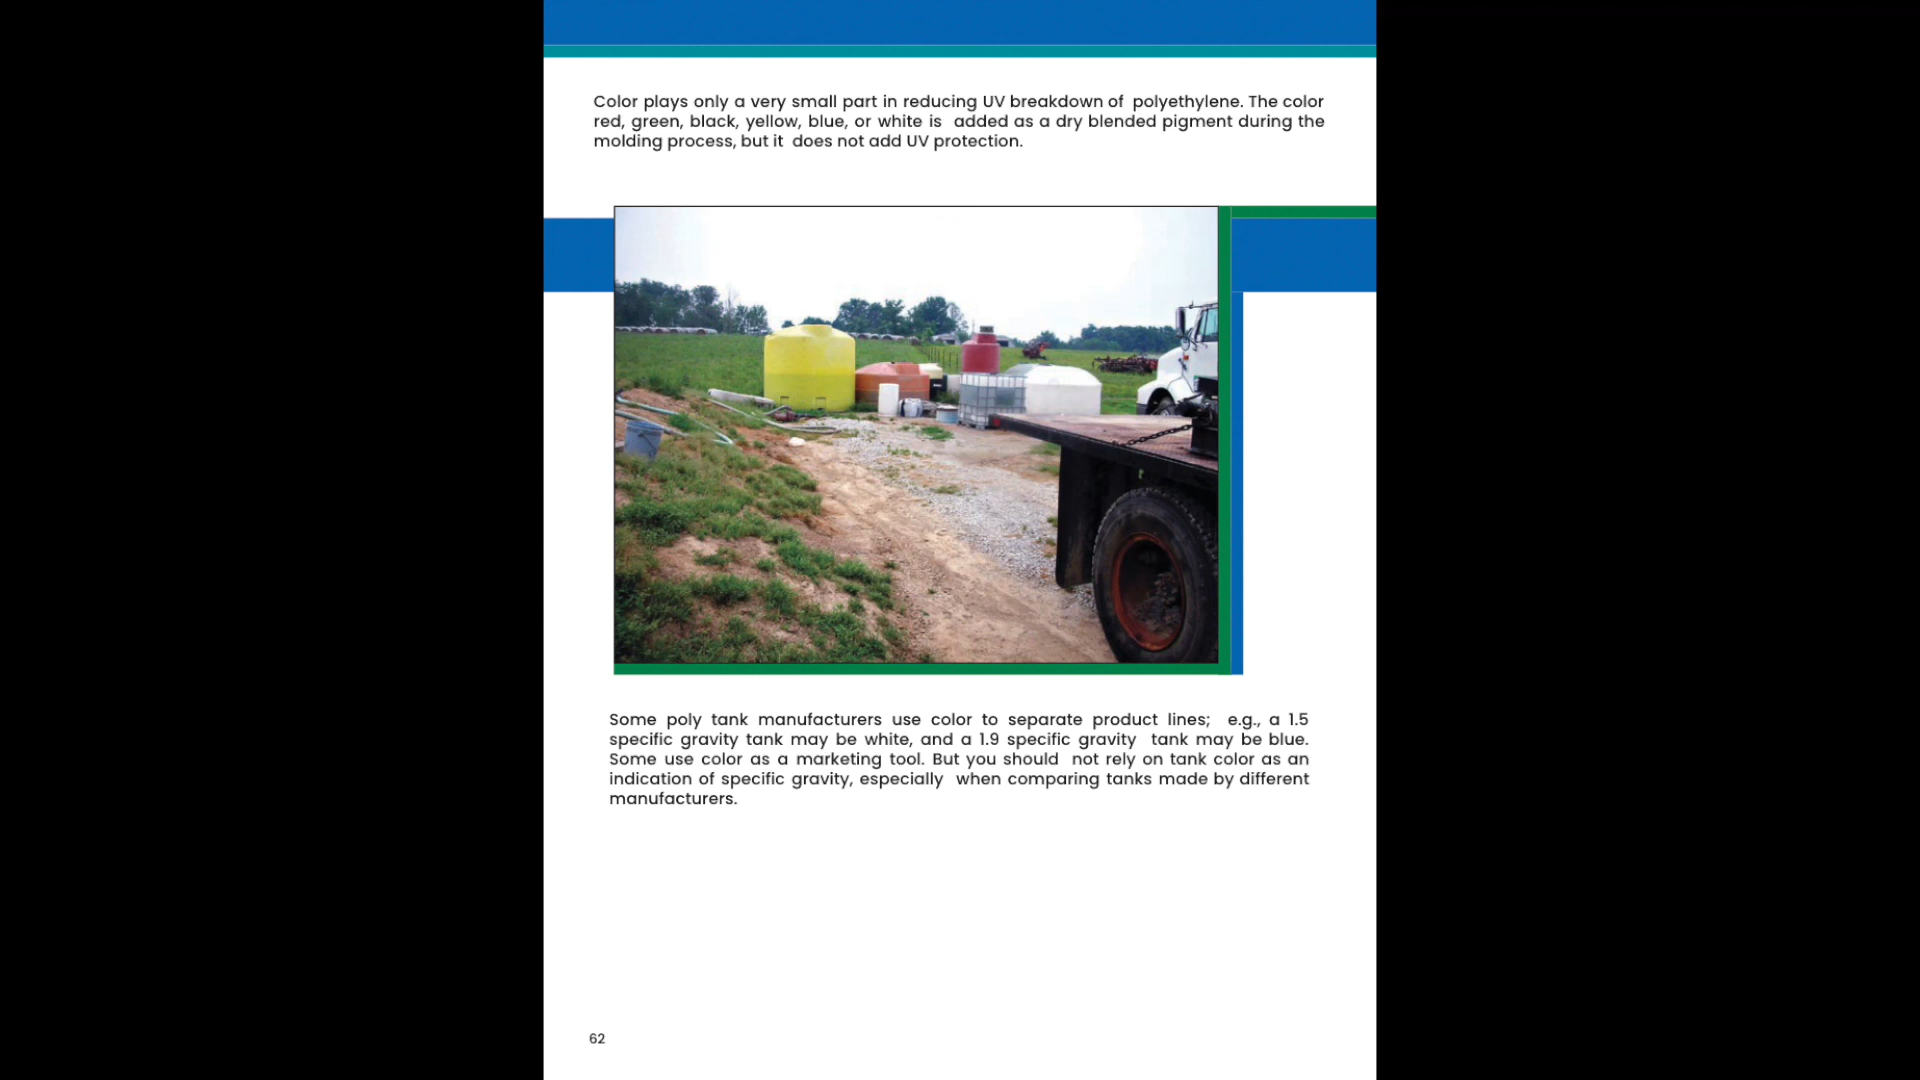 Color plays only a very small part in reducing UV breakdown of polyethylene. The color
red, green, black, yellow, blue, or white is added as a dry blended pigment during the
molding process, but it does not add UV protection.
Some poly tank manufacturers use color to separate product lines; e.g., a 1.5
specific gravity tank may be white, and a 1.9 specific gravity tank may be blue.
Some use color as a marketing tool. But you should not rely on tank color as an
indication of specific gravity, especially when comparing tanks made by different
manufacturers.
62